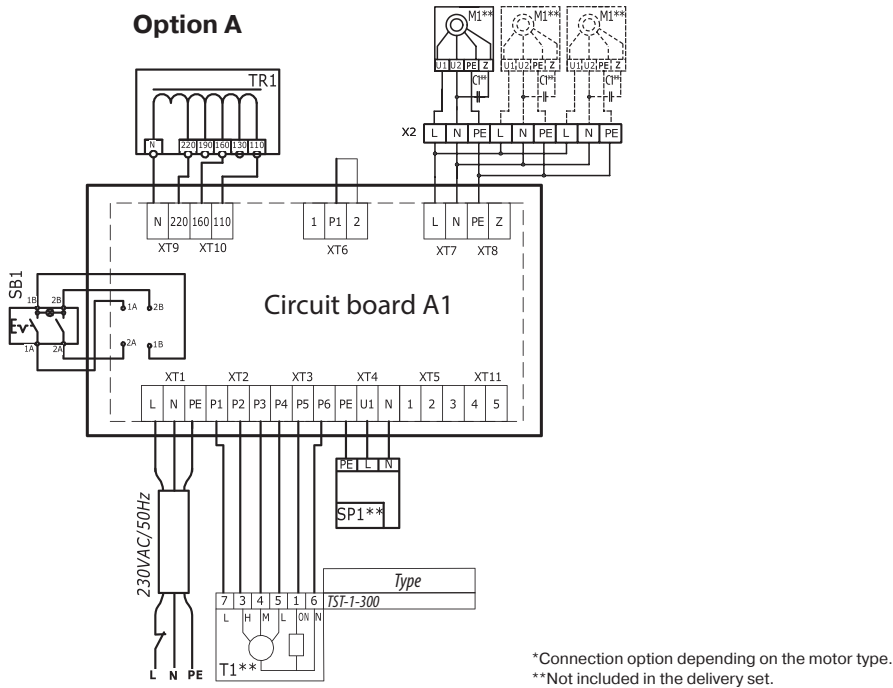 Option A
M1** M1** M1**
U1 U2 PE Z U1 U2 PE Z U1 U2 PE Z
C1** C1** C1**
TR1
N 220 190 160 130 110
X2 L N PE L N PE L N PE
N 220 160 110
XT9 XT10
1 P1 2
XT6
L N PE Z
XT7 XT8
SB1
1B 2B
1A 2A
1A 2B
2A 1B
Circuit board A1
XT1 XT2 XT3 XT4 XT5 XT11
L N PE P1 P2 P3 P4 P5 P6 PE U1 N 1 2 3 4 5
PE L N
SP1**
230VAC/50Hz
L N PE
Type
7 3 4 5 1 6 TST-1-300
L H M L ON N
T1**
*Connection option depending on the motor type.
**Not included in the delivery set.